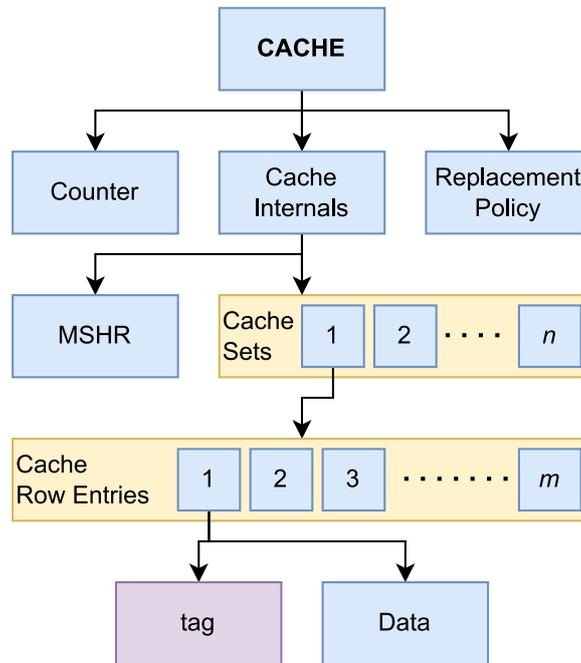 CACHE
Counter
Cache
Internals
Replacement
Policy
MSHR
Cache
Sets
1
2
. . . .
n
Cache
Row Entries
1
2
3
. . . . . . .
m
tag
Data